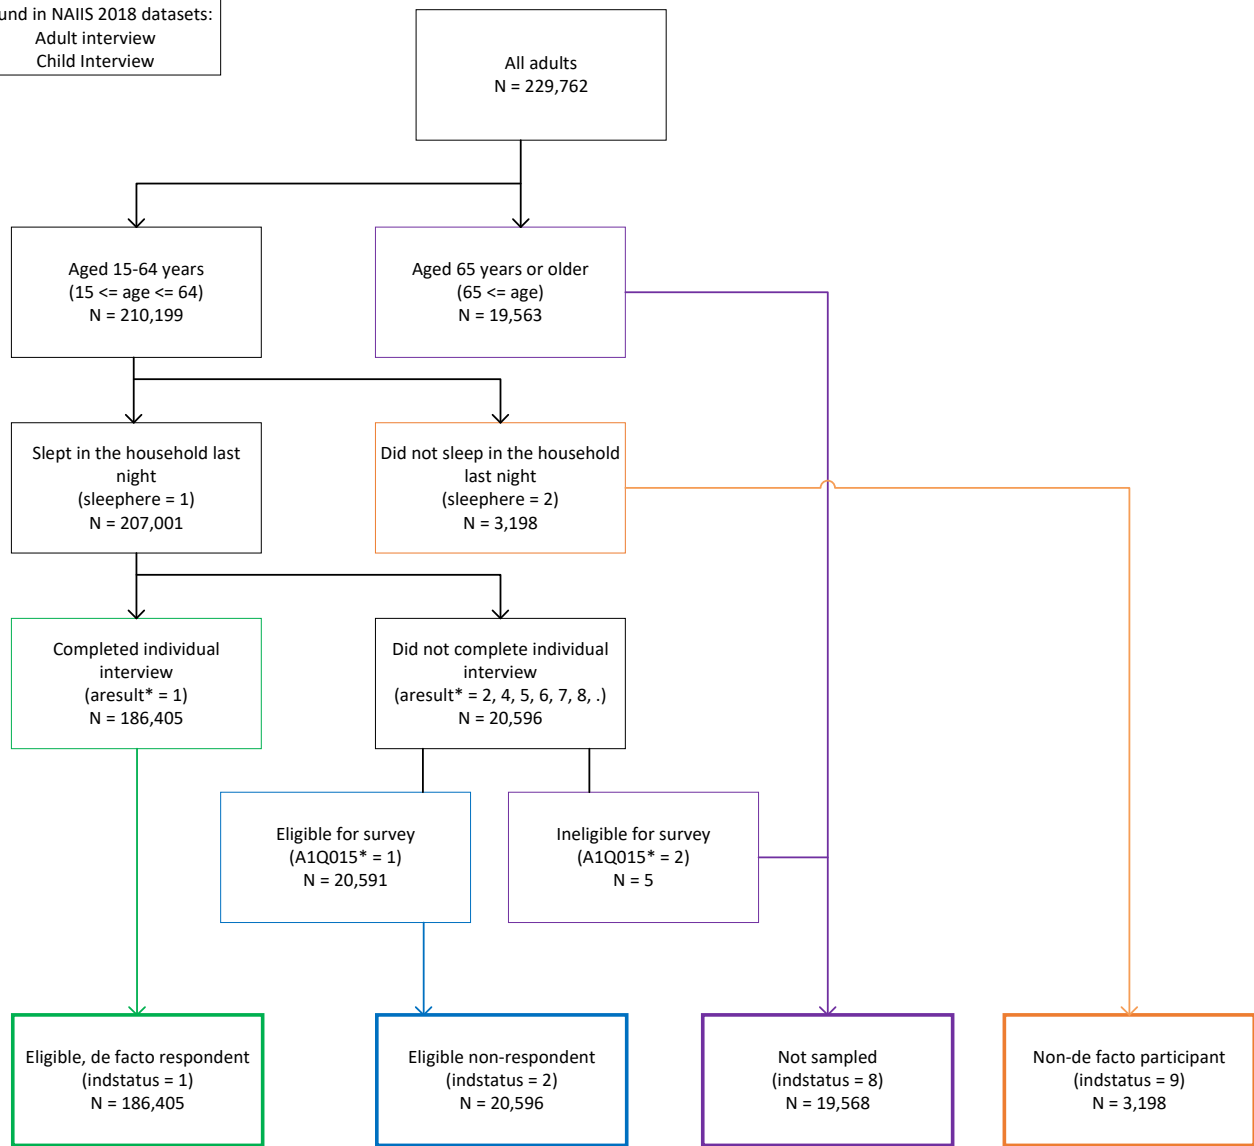 NAIIS 2018 datasets:
Adult interview
Child Interview
All adults
N = 229,762
Aged 15-64 years
(15 <= age <= 64)
N = 210,199
Aged 65 years or older
(65 <= age)
N = 19,563
Slept in the household last
night
(sleephere = 1)
N = 207,001
Did not sleep in the household
last night
(sleephere = 2)
N = 3,198
Completed individual
interview
(aresult* = 1)
N = 186,405
Did not complete individual
interview
(aresult* = 2, 4, 5, 6, 7, 8, .)
N = 20,596
Eligible for survey
(A1Q015* = 1)
N = 20,591
Ineligible for survey
(A1Q015* = 2)
N = 5
Eligible, de facto respondent
(indstatus = 1)
N = 186,405
Eligible non-respondent
(indstatus = 2)
N = 20,596
Not sampled
(indstatus = 8)
N = 19,568
Non-de facto participant
(indstatus = 9)
N = 3,198